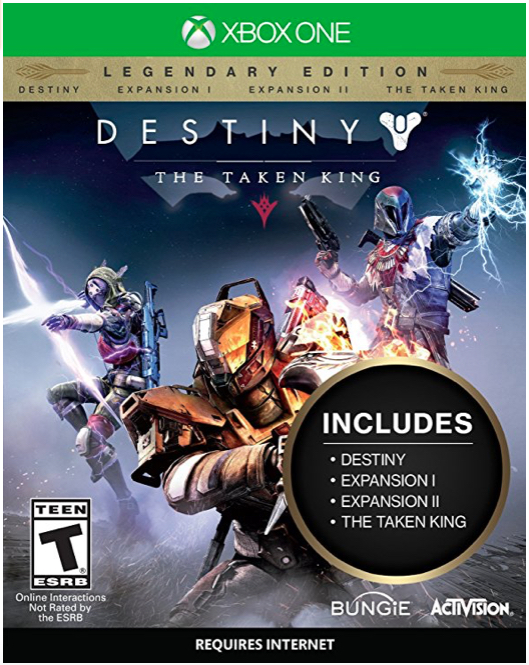 XBOX ONE
LEGENDARY EDITION
DESTINY EXPANSION I EXPANSION II THE TAKEN KING
DESTINY
THE TAKEN KING
INCLUDES
• DESTINY
• EXPANSION I
• EXPANSION II
• THE TAKEN KING
TEEN
T
ESRB
Online Interactions
Not Rated by
the ESRB
BUNGIE ACTIVISION
REQUIRES INTERNET